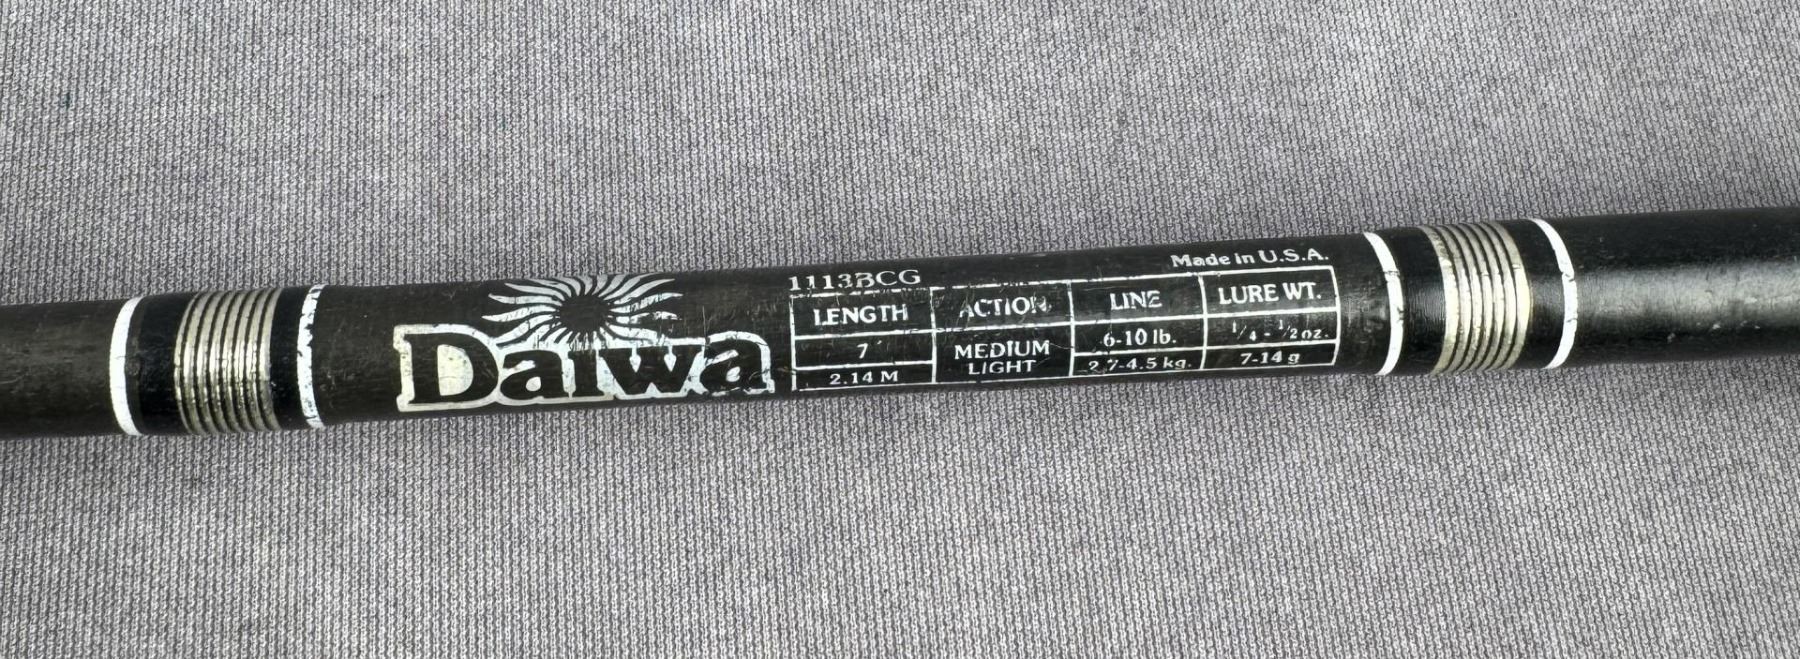 Daiwa
1113BCG
Made in U.S.A.
LENGTH ACTION LINE LURE WT.
7' MEDIUM LIGHT 6-10 lb. 1/4 - 1/2 oz.
2.14 M 2.7-4.5 kg. 7-14 g